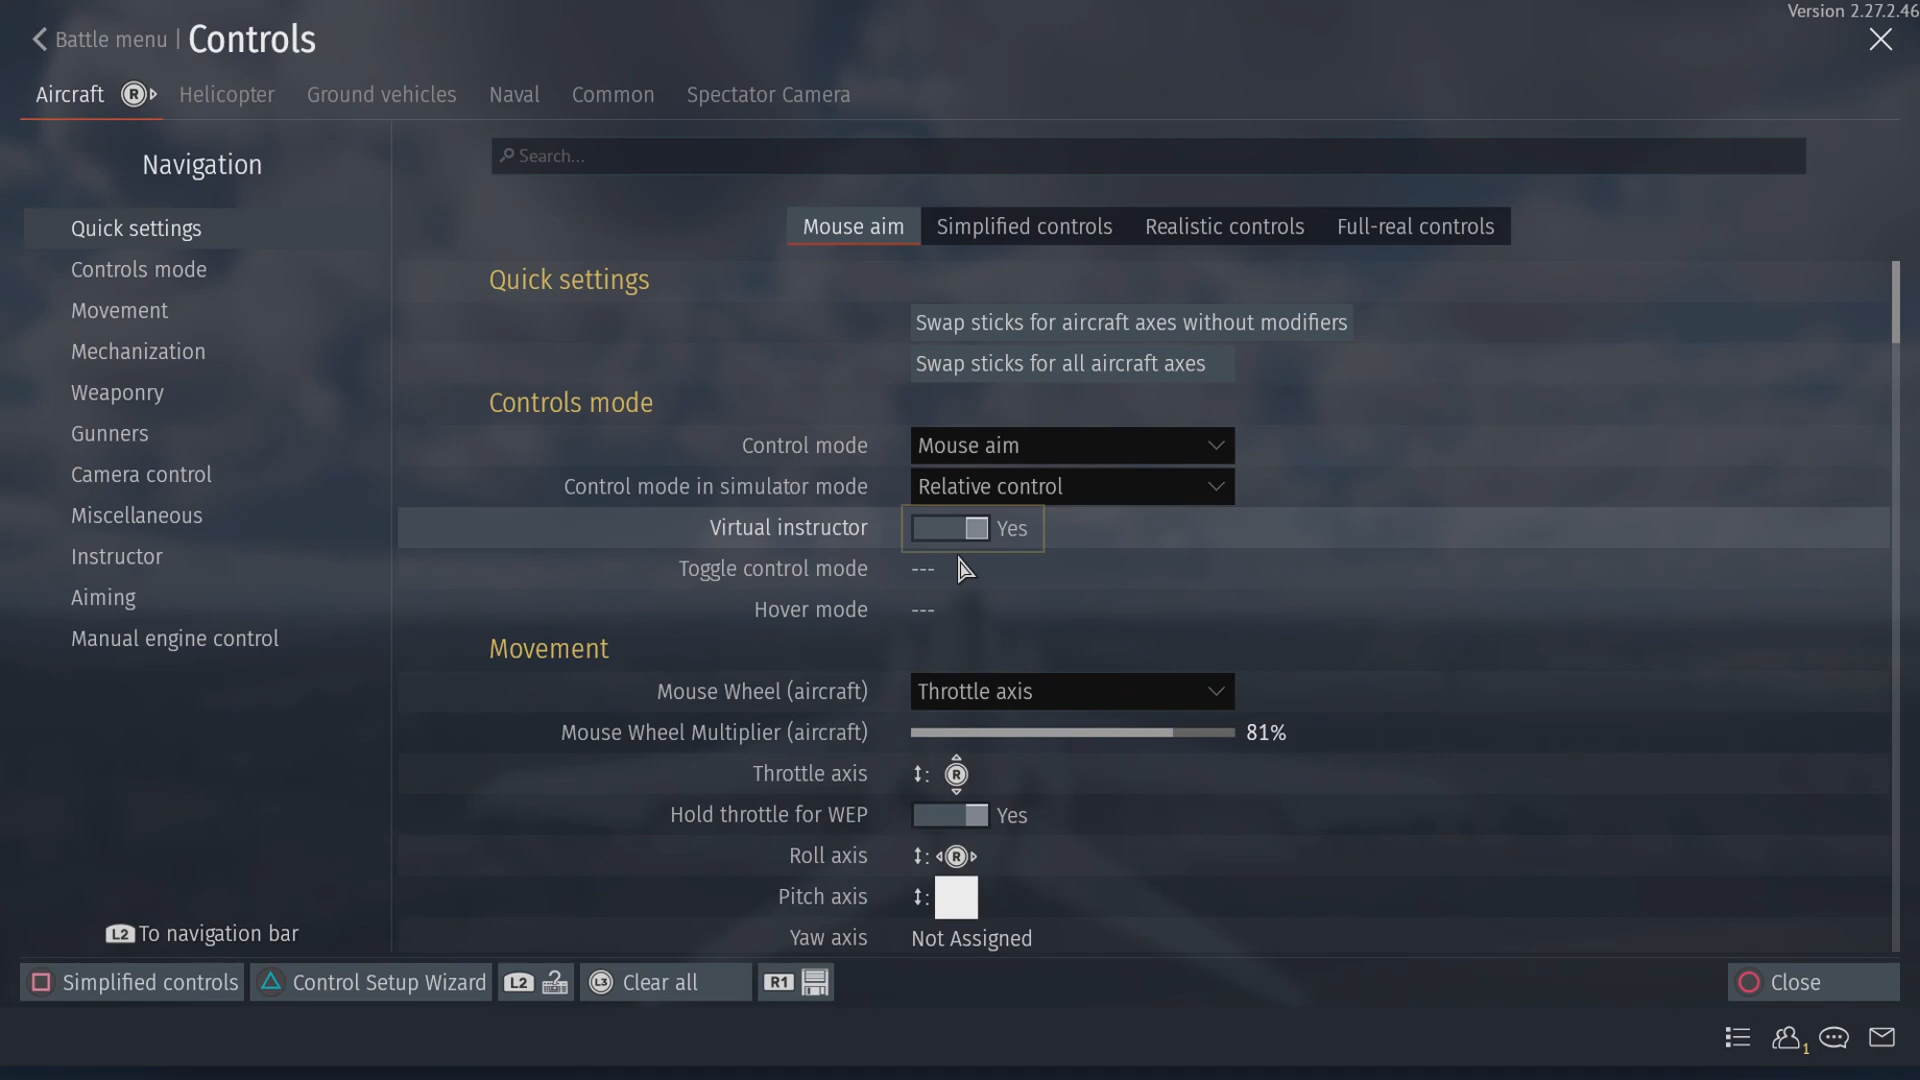 Version 2.27.2.46
Battle menu | Controls
Aircraft R Helicopter Ground vehicles Naval Common Spectator Camera
Navigation
Quick settings
Controls mode
Movement
Mechanization
Weaponry
Gunners
Camera control
Miscellaneous
Instructor
Aiming
Manual engine control
L2 To navigation bar
Search...
Mouse aim Simplified controls Realistic controls Full-real controls
Quick settings
Swap sticks for aircraft axes without modifiers
Swap sticks for all aircraft axes
Controls mode
Control mode Mouse aim
Control mode in simulator mode Relative control
Virtual instructor Yes
Toggle control mode ---
Hover mode ---
Movement
Mouse Wheel (aircraft) Throttle axis
Mouse Wheel Multiplier (aircraft) 81%
Throttle axis : R
Hold throttle for WEP Yes
Roll axis : R
Pitch axis :
Yaw axis Not Assigned
Simplified controls Control Setup Wizard L2 ? L3 Clear all R1 Close
1